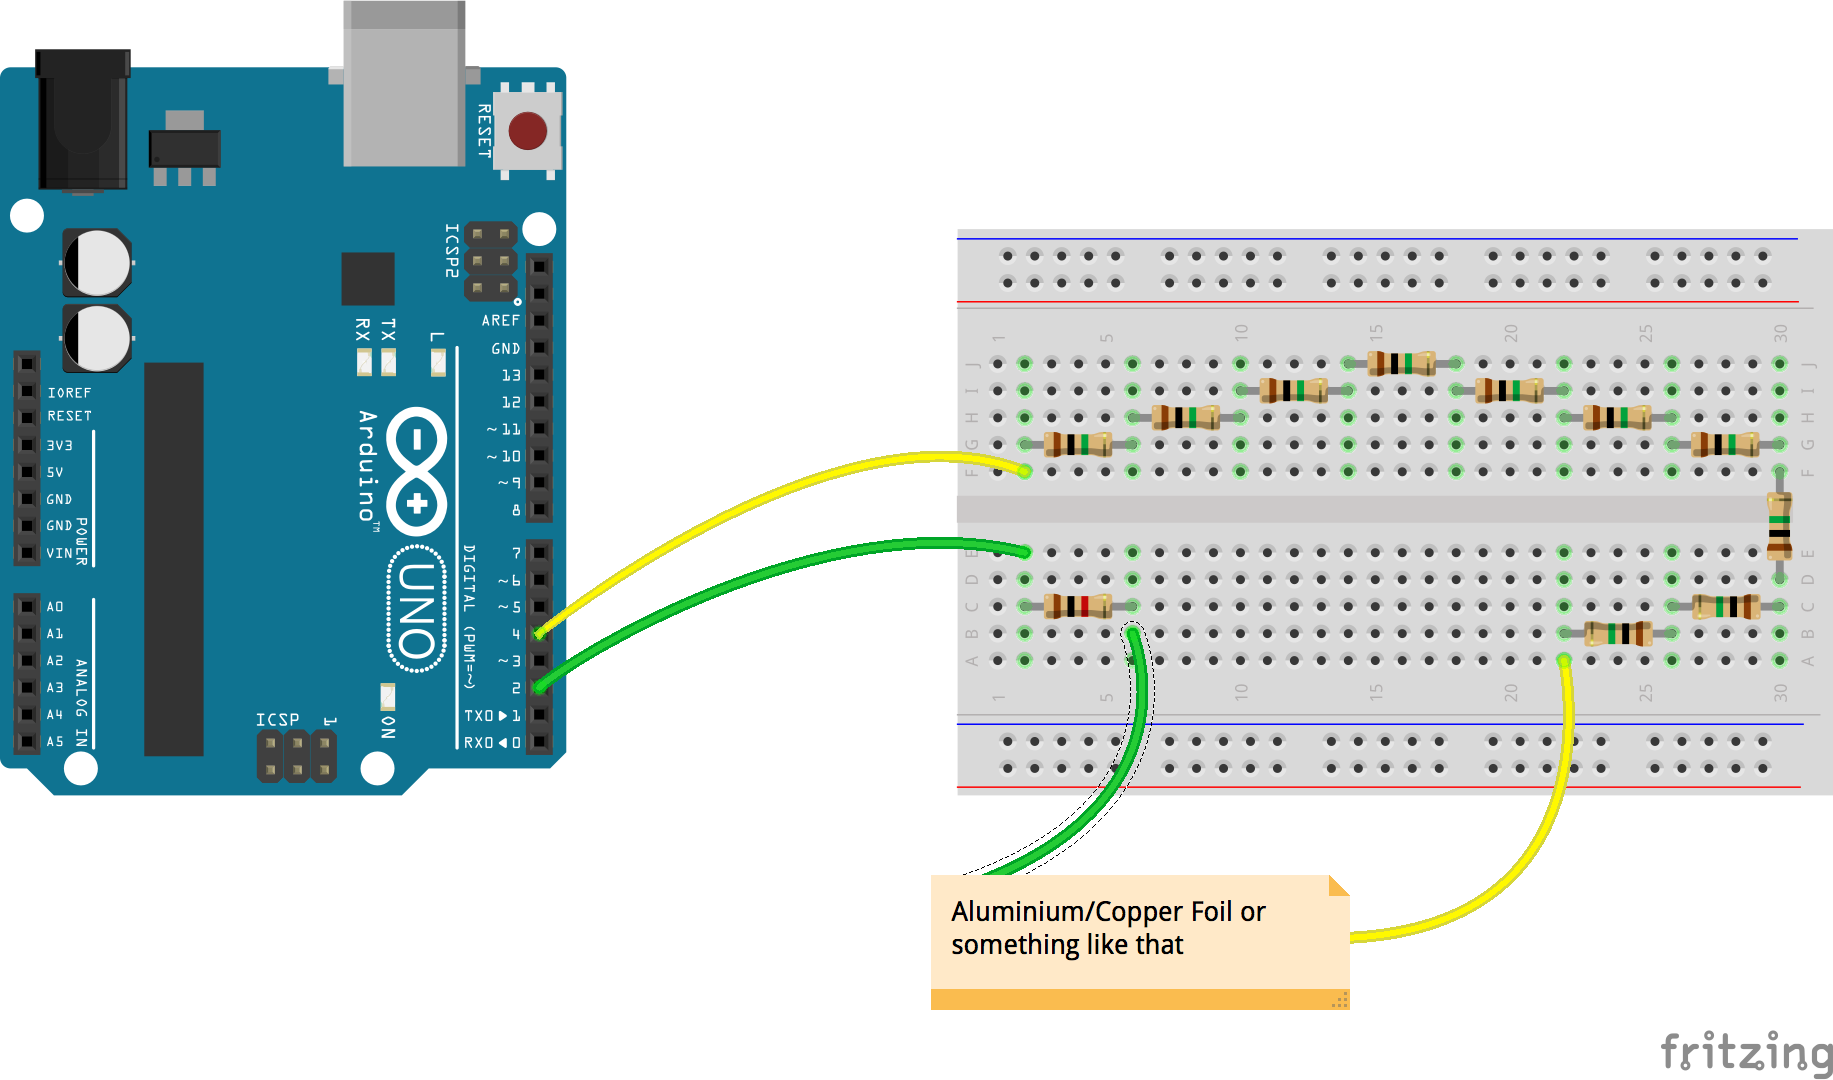 RESET
ICSP2
AREF
GND
13
12
~11
~10
~9
8
RX
TX
L
IOREF
RESET
3V3
5V
GND
GND
VIN
POWER
Arduino™
UNO
DIGITAL (PWM=~)
7
~6
~5
4
~3
2
TX0▶1
RX0◀0
A0
A1
A2
A3
A4
A5
ANALOG IN
ICSP
1
ON
1
5
10
15
20
25
30
J
I
H
G
F
J
I
H
G
F
E
D
C
B
A
E
D
C
B
A
1
5
10
15
20
25
30
Aluminium/Copper Foil or
something like that
fritzing